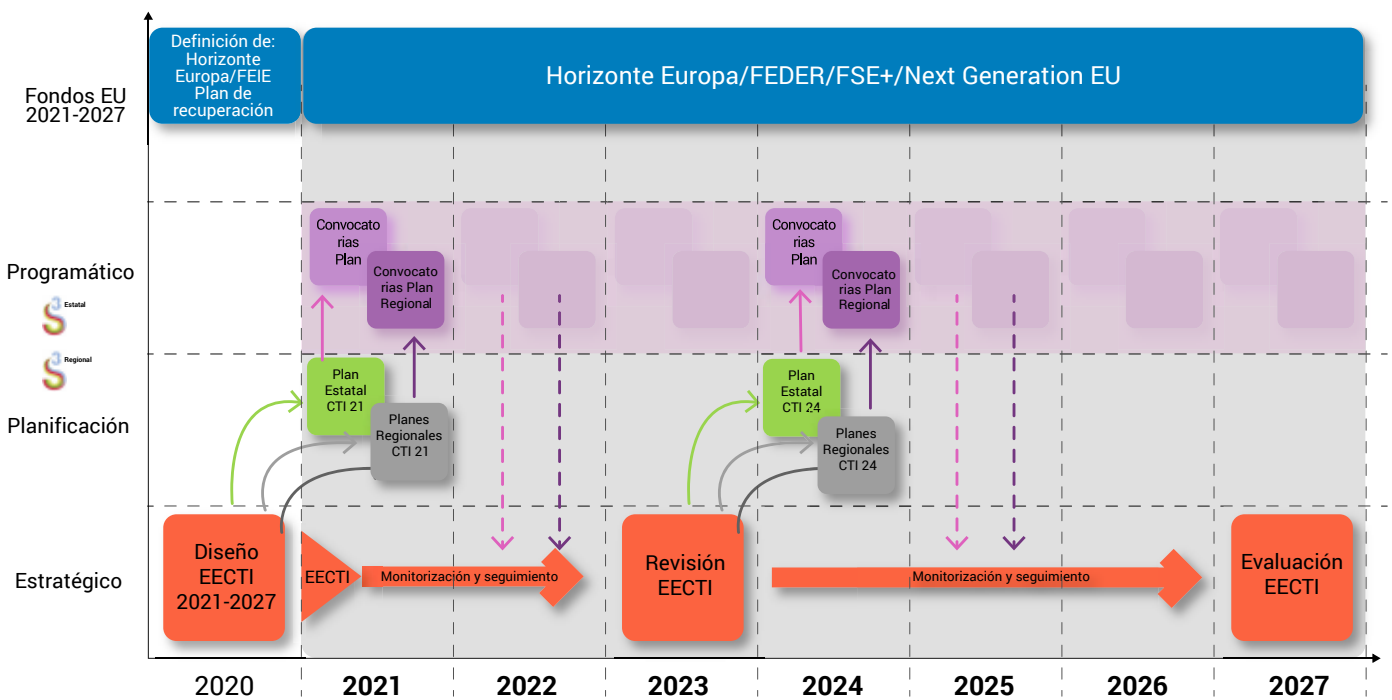 Definición de:
Horizonte
Europa/FEIE
Plan de
recuperación
Horizonte Europa/FEDER/FSE+/Next Generation EU
Fondos EU
2021-2027
Convocato
rias
Plan
Convocato
rias Plan
Regional
Convocato
rias
Plan
Convocato
rias Plan
Regional
Programático
S3 Estatal
S3 Regional
Planificación
Plan
Estatal
CTI 21
Planes
Regionales
CTI 21
Plan
Estatal
CTI 24
Planes
Regionales
CTI 24
Estratégico
Diseño
EECTI
2021-2027
EECTI
Monitorización y seguimiento
Revisión
EECTI
Monitorización y seguimiento
Evaluación
EECTI
2020
2021
2022
2023
2024
2025
2026
2027